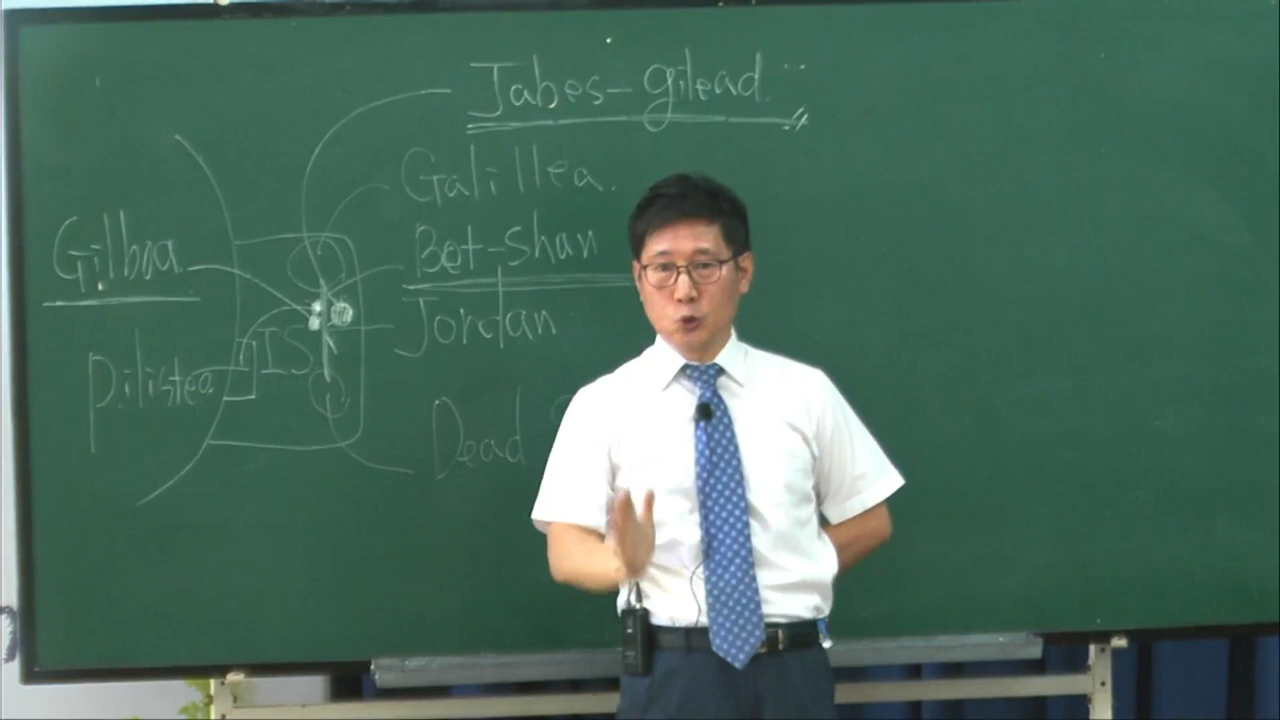 Jabes-gilead
Galillea.
Gilboa
Bet-shan
Jordan
IS
Pilistea
Dead